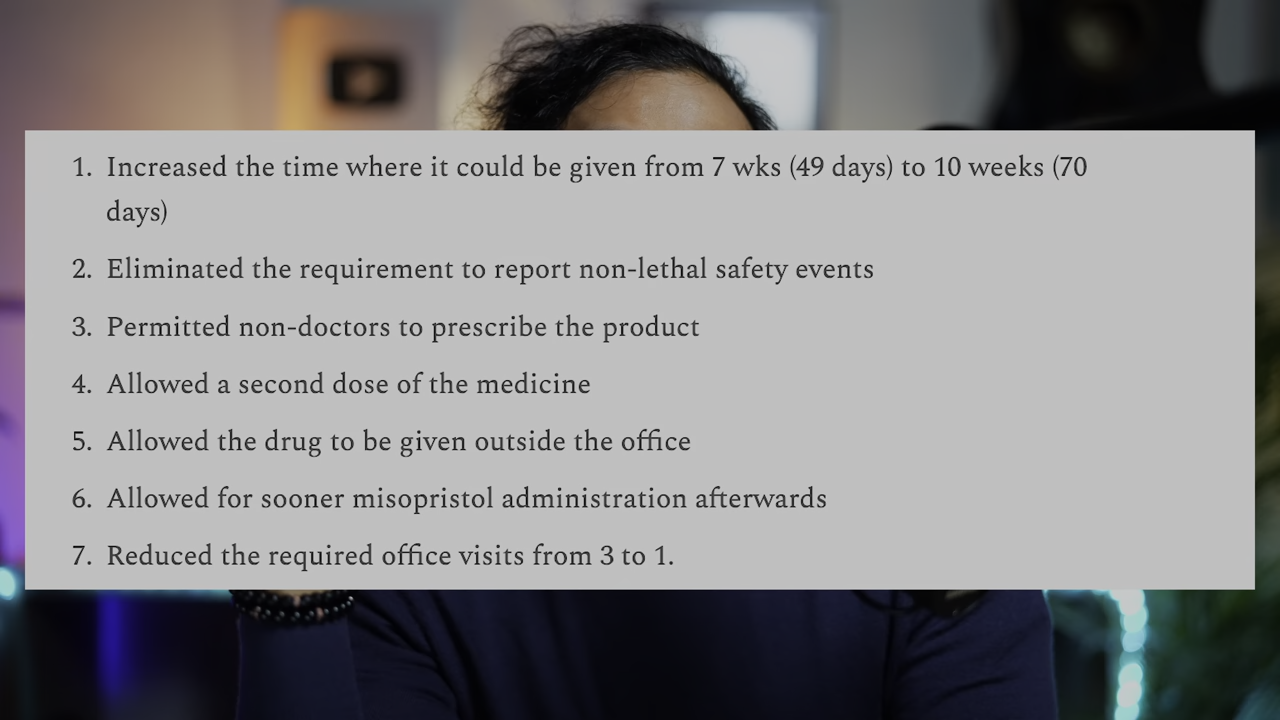 1. Increased the time where it could be given from 7 wks (49 days) to 10 weeks (70
days)
2. Eliminated the requirement to report non-lethal safety events
3. Permitted non-doctors to prescribe the product
4. Allowed a second dose of the medicine
5. Allowed the drug to be given outside the office
6. Allowed for sooner misopristol administration afterwards
7. Reduced the required office visits from 3 to 1.